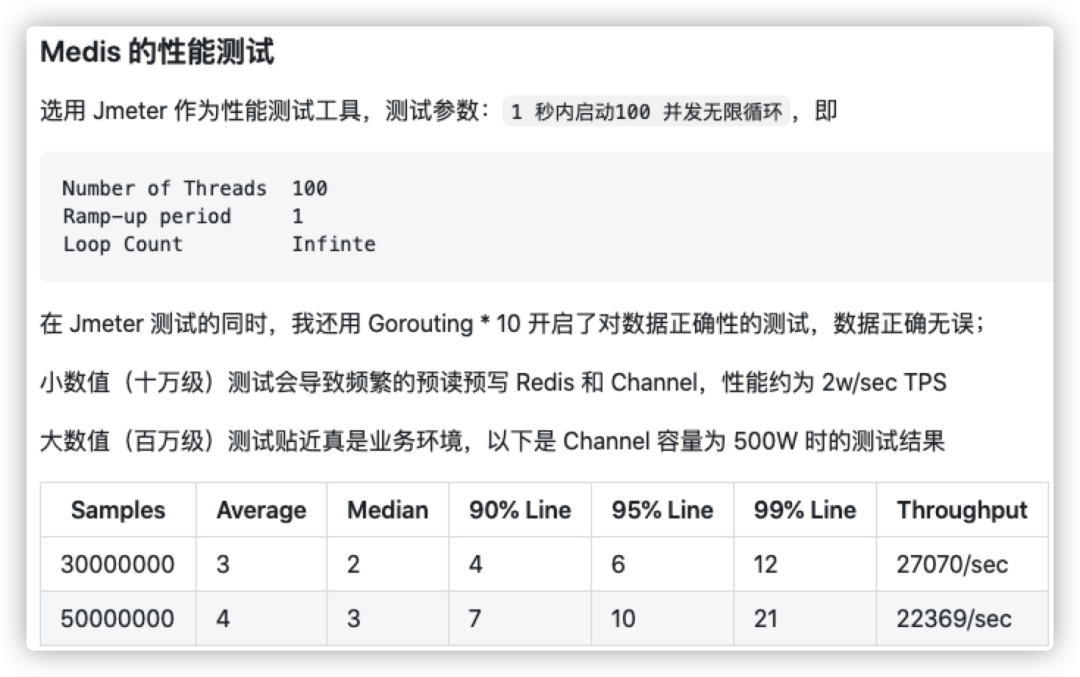 Medis 的性能测试
选用 Jmeter 作为性能测试工具，测试参数：1 秒内启动100 并发无限循环，即
Number of Threads 100
Ramp-up period 1
Loop Count Infinte
在 Jmeter 测试的同时，我还用 Gorouting * 10 开启了对数据正确性的测试，数据正确无误；
小数值（十万级）测试会导致频繁的预读预写 Redis 和 Channel，性能约为 2w/sec TPS
大数值（百万级）测试贴近真是业务环境，以下是 Channel 容量为 500W 时的测试结果
Samples Average Median 90% Line 95% Line 99% Line Throughput
30000000 3 2 4 6 12 27070/sec
50000000 4 3 7 10 21 22369/sec